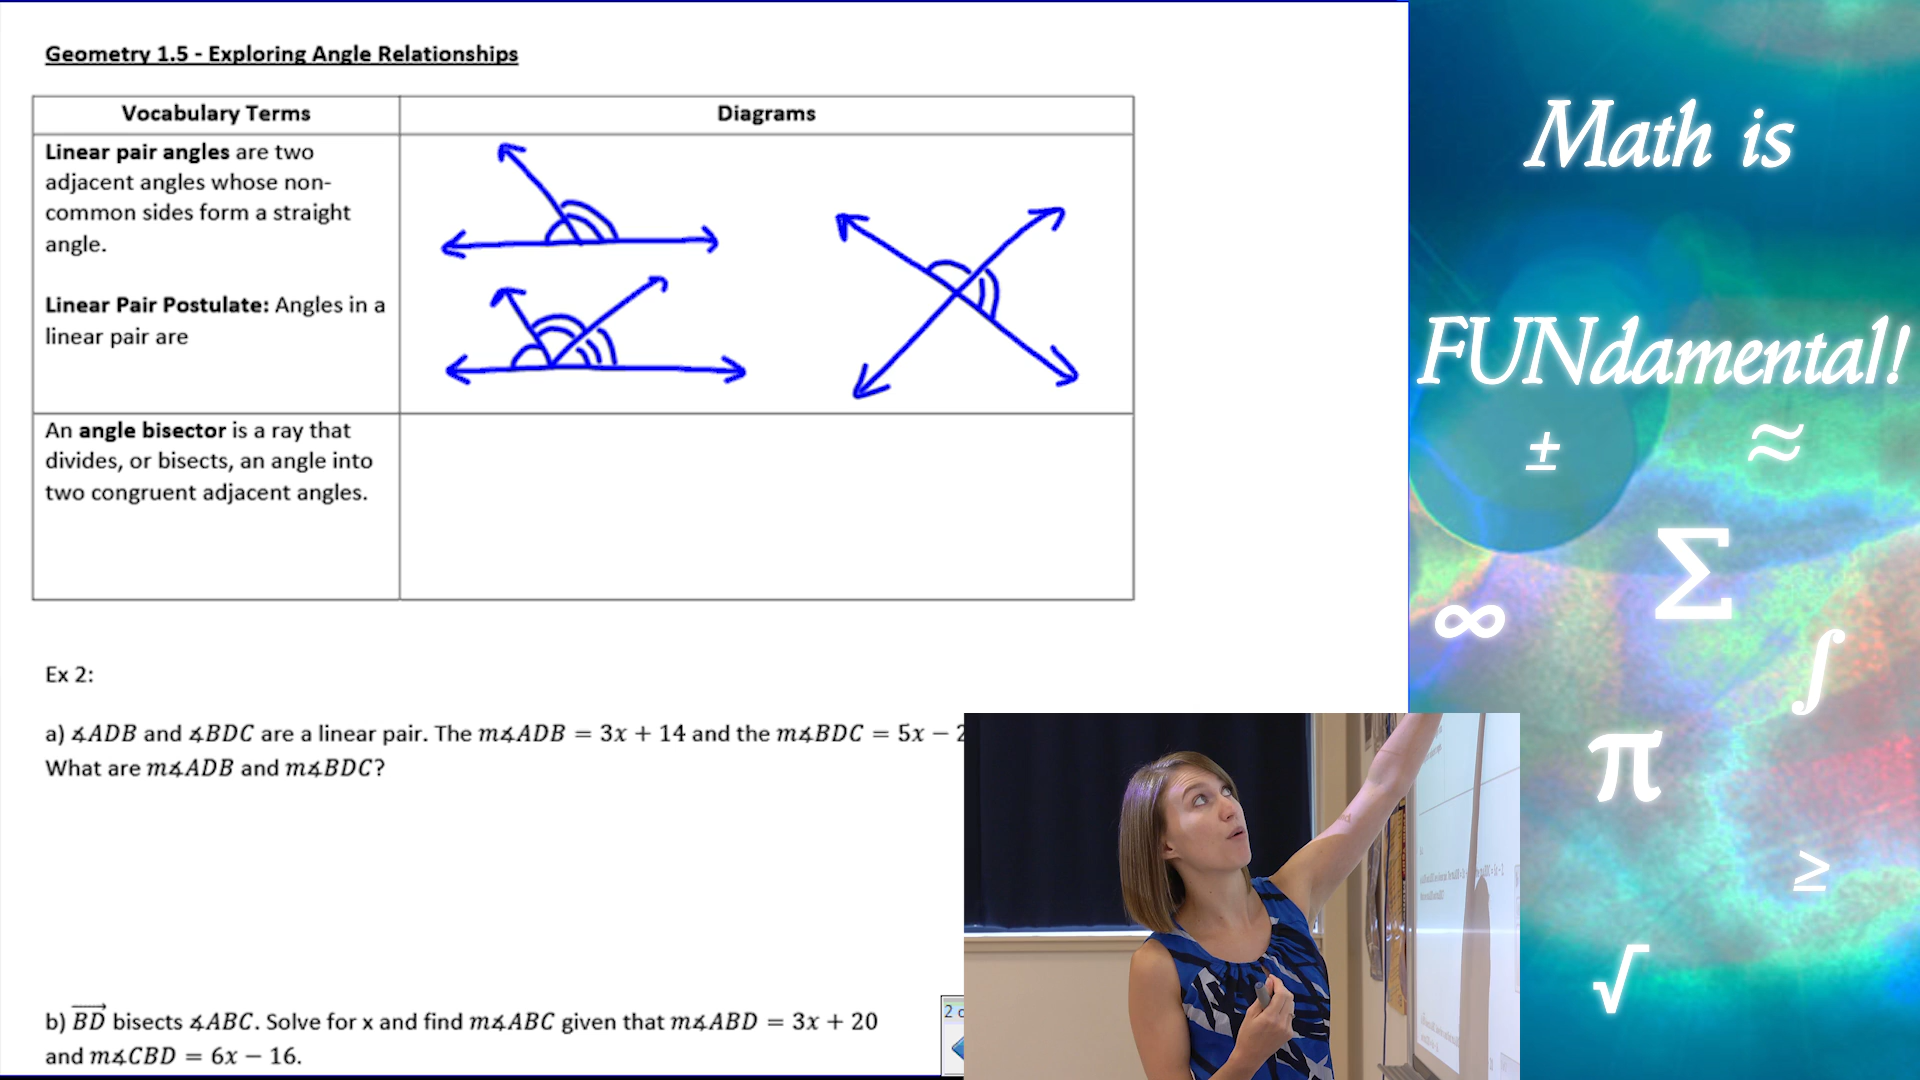 Geometry 1.5 - Exploring Angle Relationships
Vocabulary Terms
Diagrams
Linear pair angles are two
adjacent angles whose non-
common sides form a straight
angle.
Linear Pair Postulate: Angles in a
linear pair are
An angle bisector is a ray that
divides, or bisects, an angle into
two congruent adjacent angles.
Ex 2:
a) ∡ADB and ∡BDC are a linear pair. The m∡ADB = 3x + 14 and the m∡BDC = 5x − 2
What are m∡ADB and m∡BDC?
b) \overrightarrow{BD} bisects ∡ABC. Solve for x and find m∡ABC given that m∡ABD = 3x + 20
and m∡CBD = 6x − 16.
Math is
FUNdamental!
± ≈
Σ
∞
∫
π
≥
√